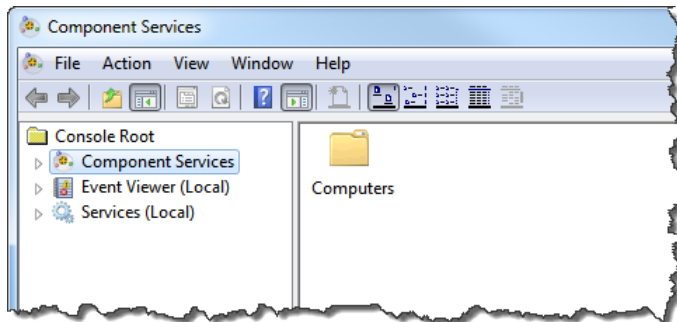 Component Services
File Action View Window Help
Console Root
Component Services
Event Viewer (Local)
Services (Local)
Computers